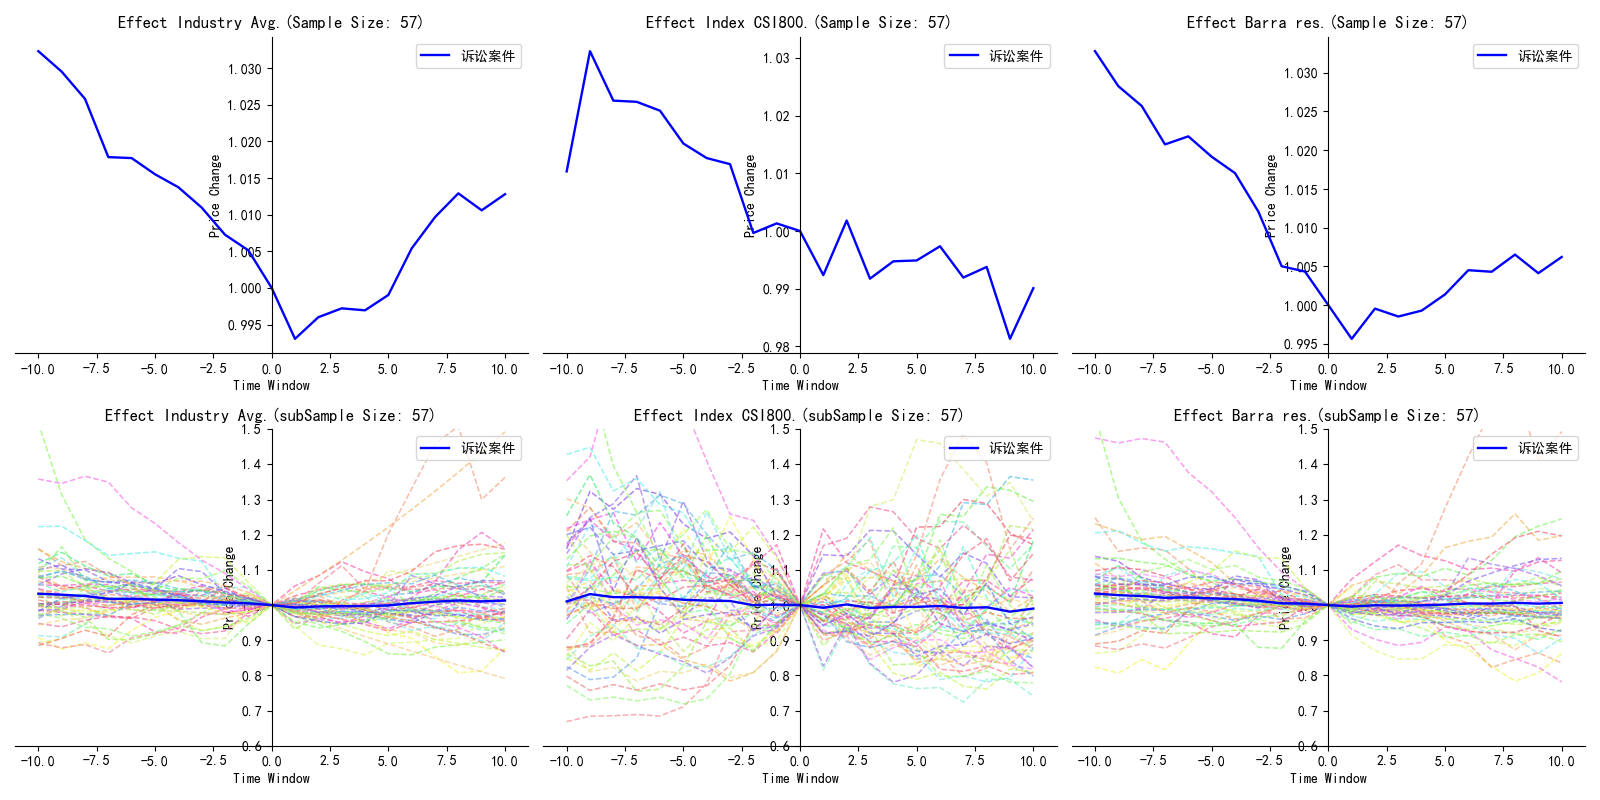 Effect Industry Avg.(Sample Size: 57)
诉讼案件
1.030
1.025
1.020
1.015
1.010
1.005
1.000
0.995
Price Change
-10.0 -7.5 -5.0 -2.5 0.0 2.5 5.0 7.5 10.0
Time Window
Effect Index CSI800.(Sample Size: 57)
诉讼案件
1.03
1.02
1.01
1.00
0.99
0.98
Price Change
-10.0 -7.5 -5.0 -2.5 0.0 2.5 5.0 7.5 10.0
Time Window
Effect Barra res.(Sample Size: 57)
诉讼案件
1.030
1.025
1.020
1.015
1.010
1.005
1.000
0.995
Price Change
-10.0 -7.5 -5.0 -2.5 0.0 2.5 5.0 7.5 10.0
Time Window
Effect Industry Avg.(subSample Size: 57)
诉讼案件
1.5
1.4
1.3
1.2
1.1
1.0
0.9
0.8
0.7
0.6
Price Change
-10.0 -7.5 -5.0 -2.5 0.0 2.5 5.0 7.5 10.0
Time Window
Effect Index CSI800.(subSample Size: 57)
诉讼案件
1.5
1.4
1.3
1.2
1.1
1.0
0.9
0.8
0.7
0.6
Price Change
-10.0 -7.5 -5.0 -2.5 0.0 2.5 5.0 7.5 10.0
Time Window
Effect Barra res.(subSample Size: 57)
诉讼案件
1.5
1.4
1.3
1.2
1.1
1.0
0.9
0.8
0.7
0.6
Price Change
-10.0 -7.5 -5.0 -2.5 0.0 2.5 5.0 7.5 10.0
Time Window